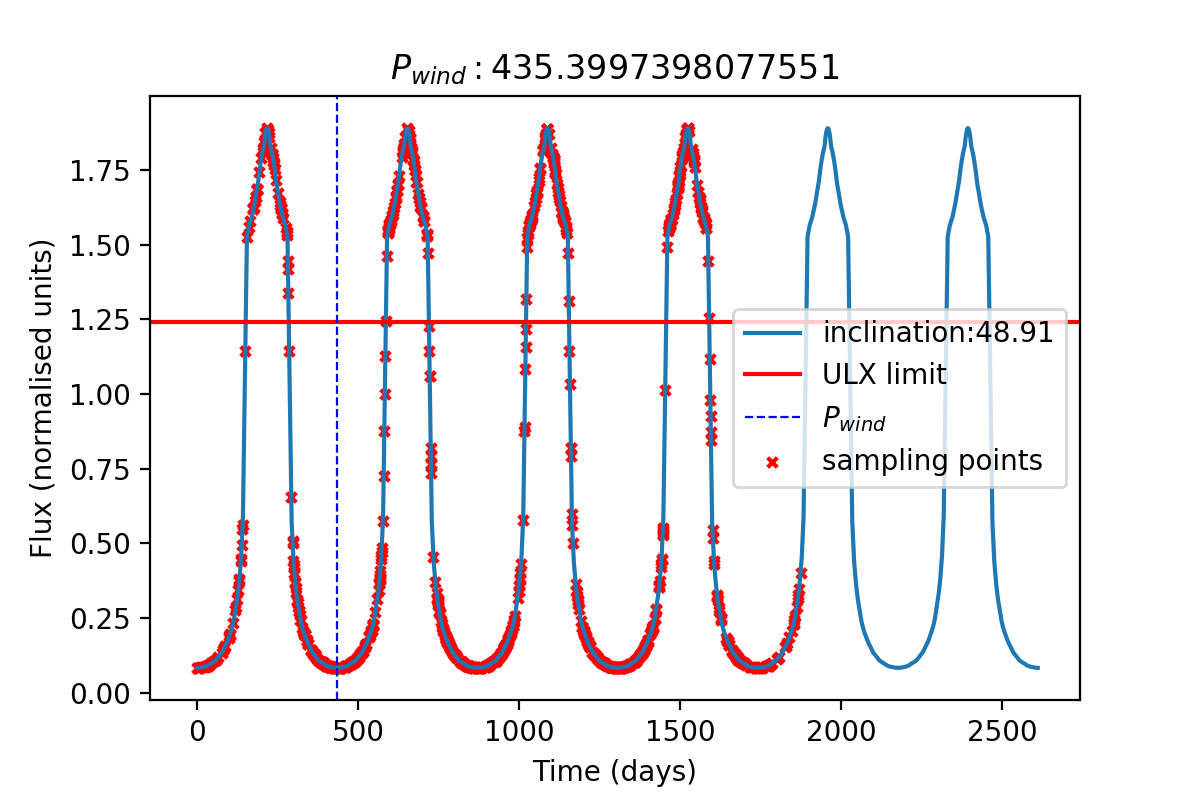 P_wind : 435.3997398077551
Flux (normalised units)
1.75
1.50
1.25
1.00
0.75
0.50
0.25
0.00
inclination:48.91
ULX limit
P_wind
sampling points
0 500 1000 1500 2000 2500
Time (days)